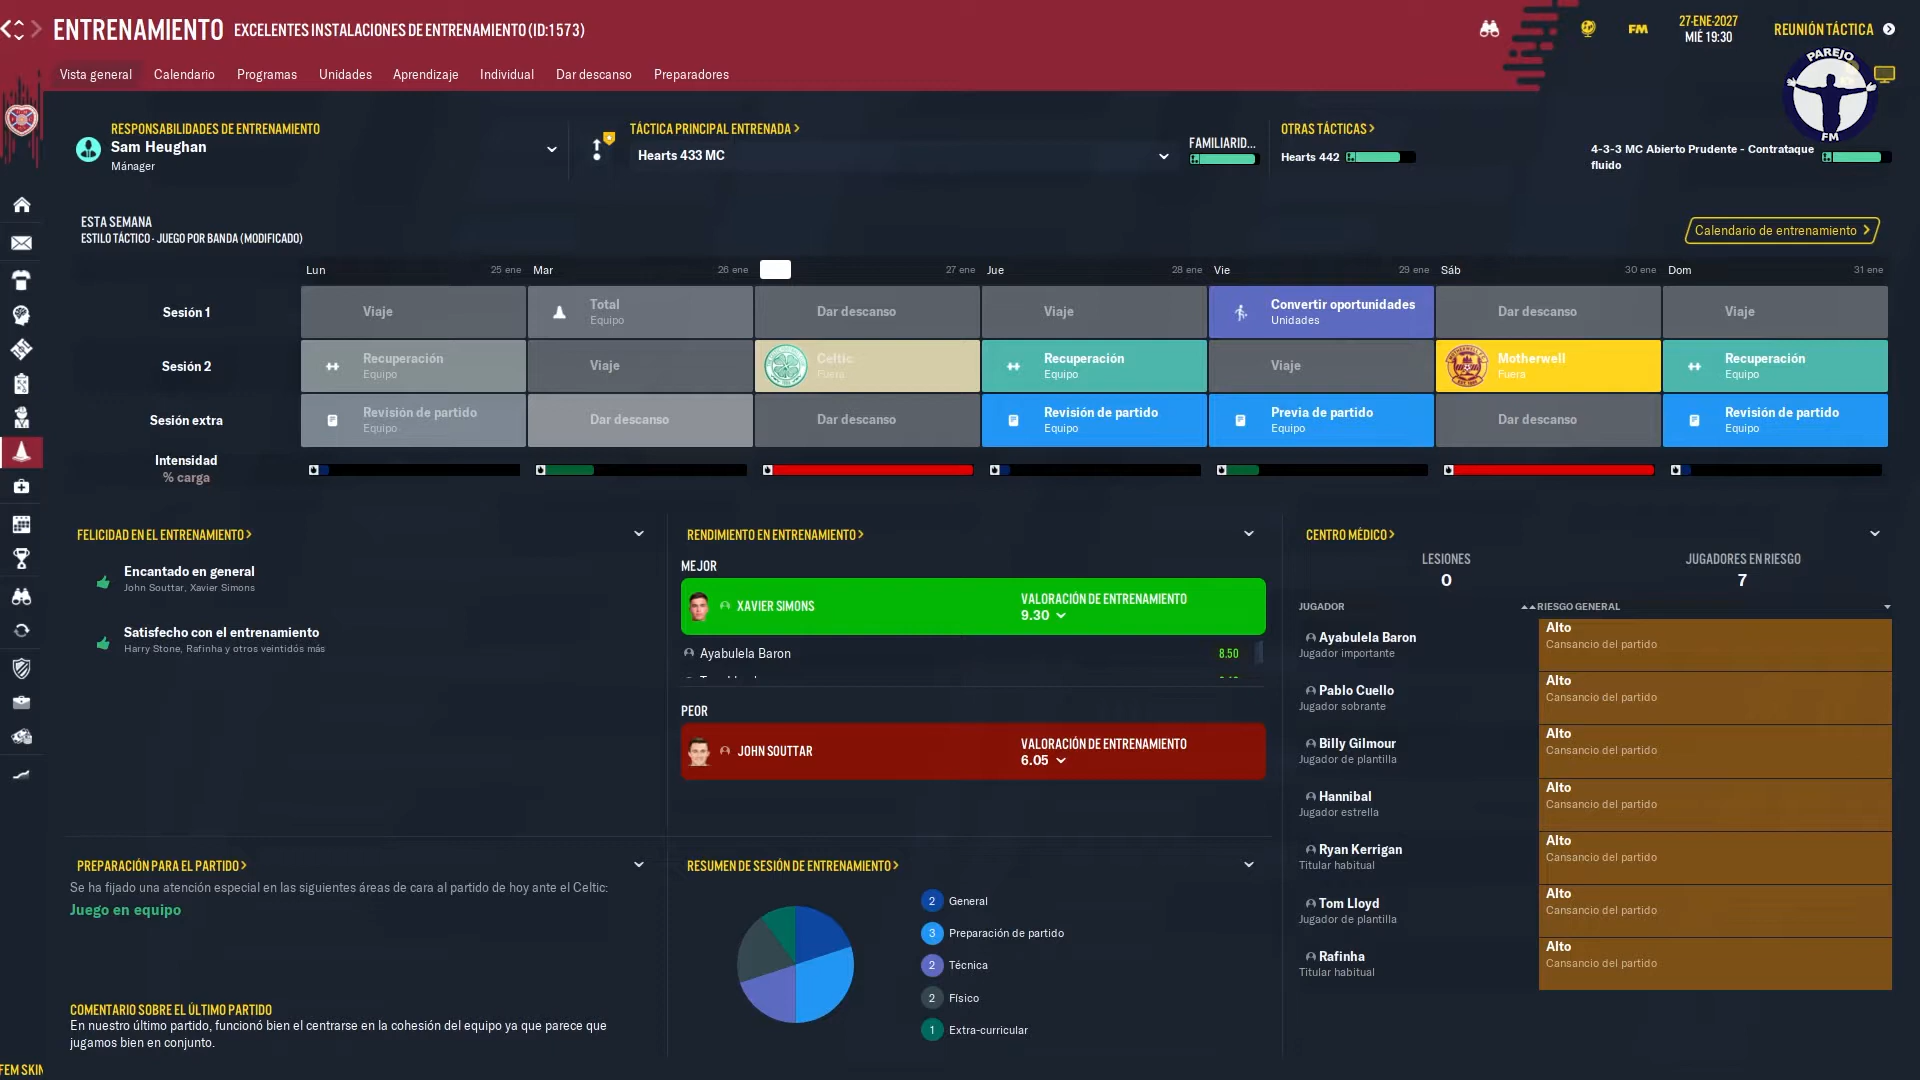 ENTRENAMIENTO EXCELENTES INSTALACIONES DE ENTRENAMIENTO (ID:1573)
FM
27-ENE-2027
MIÉ 19:30
REUNIÓN TÁCTICA
Vista general Calendario Programas Unidades Aprendizaje Individual Dar descanso Preparadores
PAREJO
FM
RESPONSABILIDADES DE ENTRENAMIENTO
Sam Heughan
Mánager
TÁCTICA PRINCIPAL ENTRENADA >
Hearts 433 MC
FAMILIARID...
OTRAS TÁCTICAS >
Hearts 442
4-3-3 MC Abierto Prudente - Contrataque
fluido
ESTA SEMANA
ESTILO TÁCTICO - JUEGO POR BANDA (MODIFICADO)
Calendario de entrenamiento >
Lun 25 ene Mar 26 ene 27 ene Jue 28 ene Vie 29 ene Sáb 30 ene Dom 31 ene
Sesión 1
Viaje
Total
Equipo
Dar descanso
Viaje
Convertir oportunidades
Unidades
Dar descanso
Viaje
Sesión 2
Recuperación
Equipo
Viaje
Celtic
Fuera
Recuperación
Equipo
Viaje
Motherwell
Fuera
Recuperación
Equipo
Sesión extra
Revisión de partido
Equipo
Dar descanso
Dar descanso
Revisión de partido
Equipo
Previa de partido
Equipo
Dar descanso
Revisión de partido
Equipo
Intensidad
% carga
FELICIDAD EN EL ENTRENAMIENTO >
Encantado en general
John Souttar, Xavier Simons
Satisfecho con el entrenamiento
Harry Stone, Rafinha y otros veintidós más
RENDIMIENTO EN ENTRENAMIENTO >
MEJOR
XAVIER SIMONS
VALORACIÓN DE ENTRENAMIENTO
9.30
Ayabulela Baron 8.50
PEOR
JOHN SOUTTAR
VALORACIÓN DE ENTRENAMIENTO
6.05
CENTRO MÉDICO >
LESIONES
0
JUGADORES EN RIESGO
7
JUGADOR RIESGO GENERAL
Ayabulela Baron
Jugador importante
Alto
Cansancio del partido
Pablo Cuello
Jugador sobrante
Alto
Cansancio del partido
Billy Gilmour
Jugador de plantilla
Alto
Cansancio del partido
Hannibal
Jugador estrella
Alto
Cansancio del partido
Ryan Kerrigan
Titular habitual
Alto
Cansancio del partido
Tom Lloyd
Jugador de plantilla
Alto
Cansancio del partido
Rafinha
Titular habitual
Alto
Cansancio del partido
PREPARACIÓN PARA EL PARTIDO >
Se ha fijado una atención especial en las siguientes áreas de cara al partido de hoy ante el Celtic:
Juego en equipo
COMENTARIO SOBRE EL ÚLTIMO PARTIDO
En nuestro último partido, funcionó bien el centrarse en la cohesión del equipo ya que parece que
jugamos bien en conjunto.
RESUMEN DE SESIÓN DE ENTRENAMIENTO >
2 General
3 Preparación de partido
2 Técnica
2 Físico
1 Extra-curricular
FEM SKIN